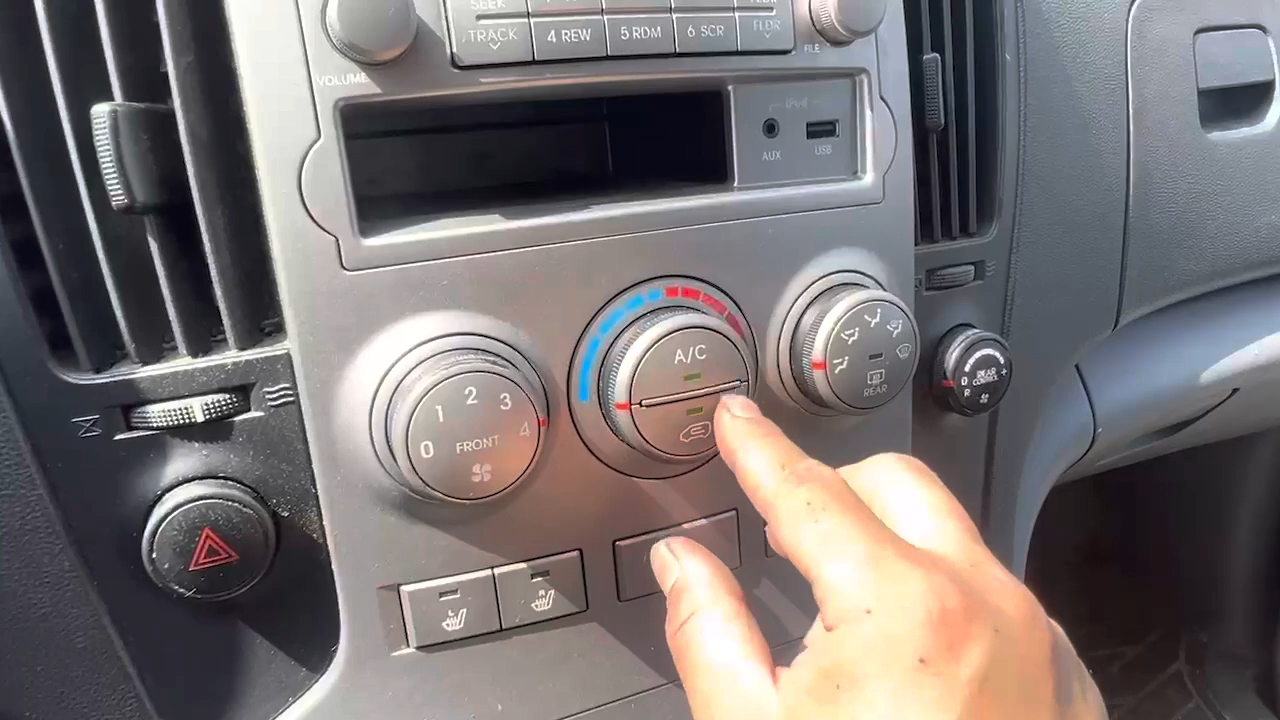 SEEK
TRACK
4 REW
5 RDM
6 SCR
FLDR
VOLUME
FILE
iPod
AUX
USB
A/C
0
1
2
3
4
FRONT
REAR
REAR
CONTROL
0
R
+
L
R